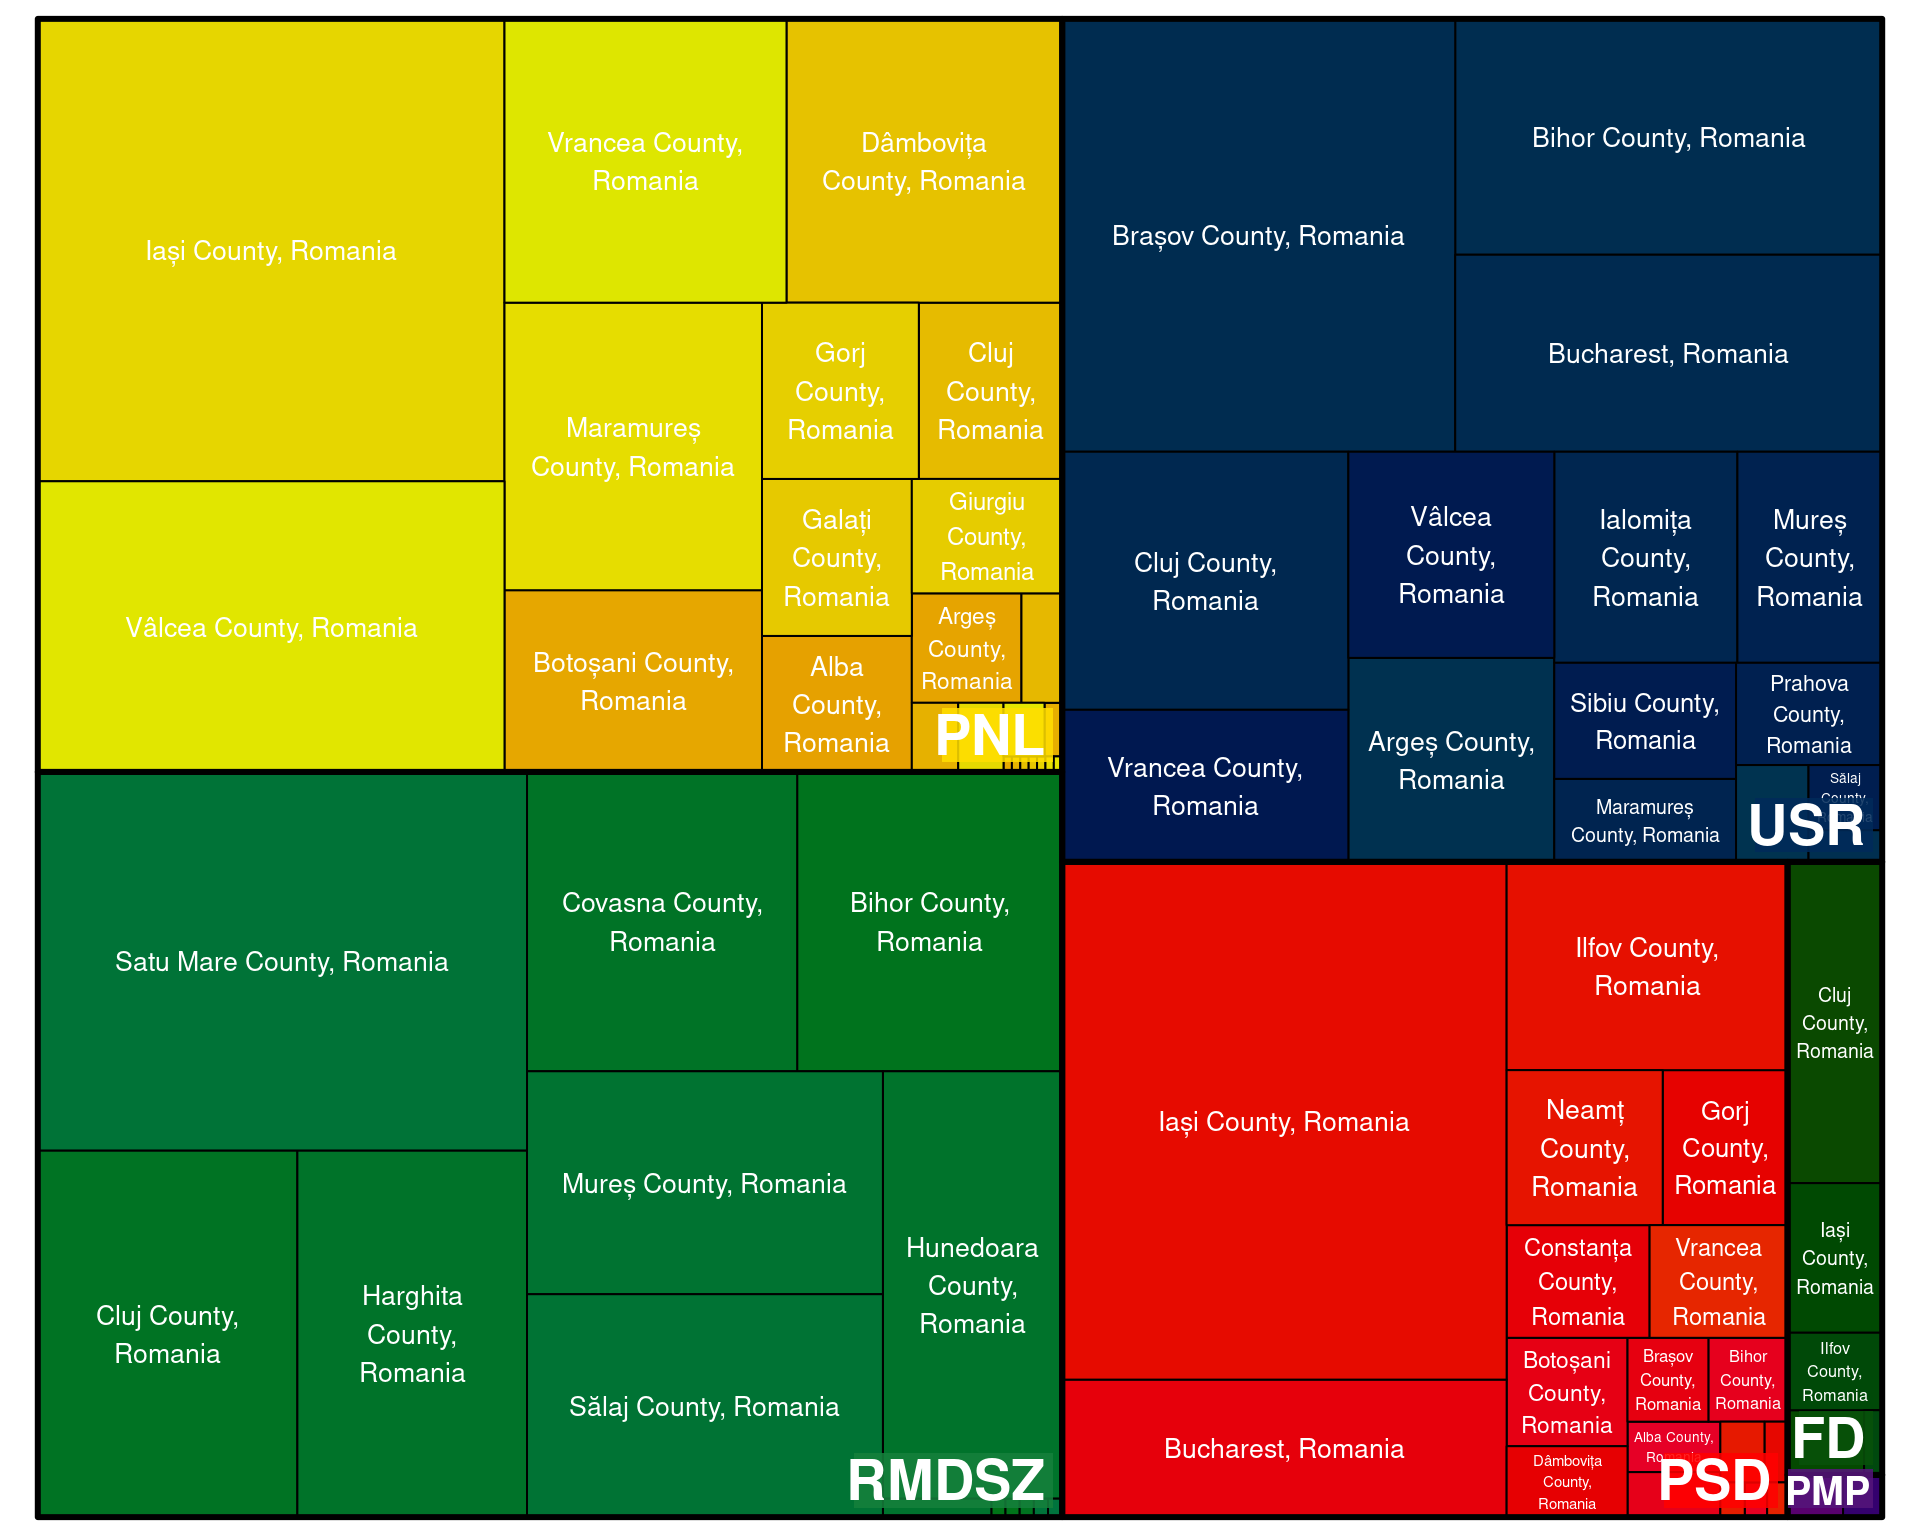 Iași County, Romania
Vrancea County,
Romania
Dâmbovița
County, Romania
Maramureș
County, Romania
Gorj
County,
Romania
Cluj
County,
Romania
Galați
County,
Romania
Giurgiu
County,
Romania
Vâlcea County, Romania
Botoșani County,
Romania
Alba
County,
Romania
Argeș
County,
Romania
PNL
Brașov County, Romania
Bihor County, Romania
Bucharest, Romania
Cluj County,
Romania
Vâlcea
County,
Romania
Ialomița
County,
Romania
Mureș
County,
Romania
Vrancea County,
Romania
Argeș County,
Romania
Sibiu County,
Romania
Prahova
County,
Romania
Maramureș
County, Romania
Sălaj
County,
Romania
USR
Satu Mare County, Romania
Covasna County,
Romania
Bihor County,
Romania
Mureș County, Romania
Hunedoara
County,
Romania
Cluj County,
Romania
Harghita
County,
Romania
Sălaj County, Romania
RMDSZ
Iași County, Romania
Ilfov County,
Romania
Neamț
County,
Romania
Gorj
County,
Romania
Constanța
County,
Romania
Vrancea
County,
Romania
Bucharest, Romania
Botoșani
County,
Romania
Brașov
County,
Romania
Bihor
County,
Romania
Alba County,
Romania
Dâmbovița
County,
Romania
PSD
Cluj
County,
Romania
Iași
County,
Romania
Ilfov
County,
Romania
FD
PMP